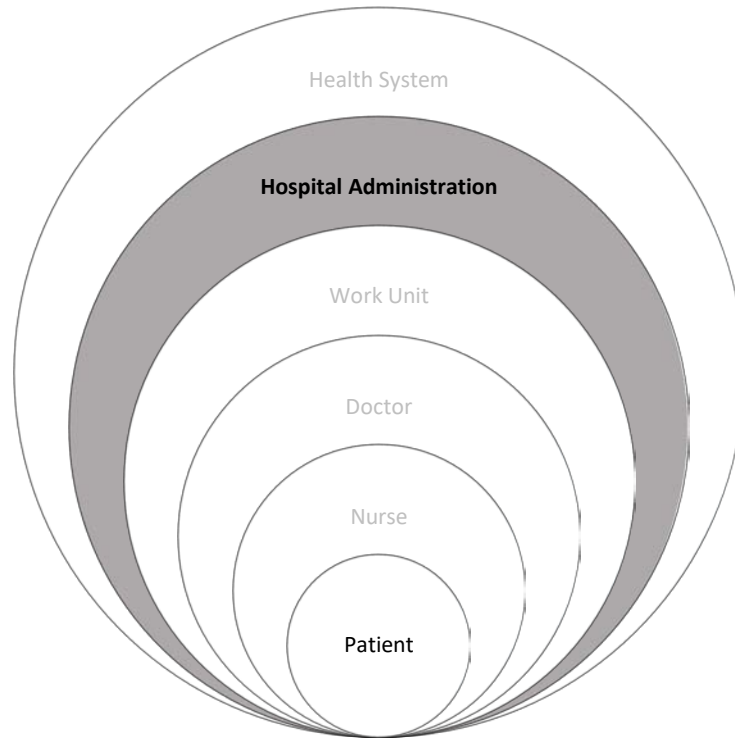 Health System
Hospital Administration
Work Unit
Doctor
Nurse
Patient